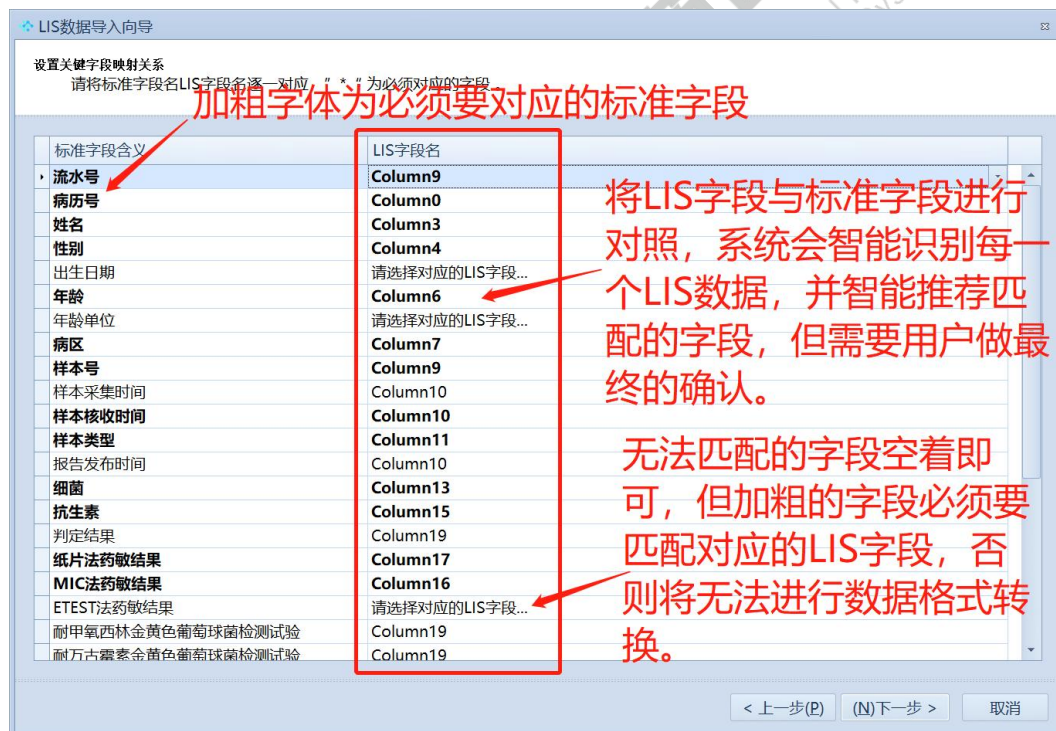 LIS数据导入向导
设置关键字段映射关系
请将标准字段名LIS字段名逐一对应，"*"为必须对应的字段
加粗字体为必须要对应的标准字段
标准字段含义 LIS字段名
流水号 Column9
病历号 Column0
姓名 Column3
性别 Column4
出生日期 请选择对应的LIS字段...
年龄 Column6
年龄单位 请选择对应的LIS字段...
病区 Column7
样本号 Column9
样本采集时间 Column10
样本核收时间 Column10
样本类型 Column11
报告发布时间 Column10
细菌 Column13
抗生素 Column15
判定结果 Column19
纸片法药敏结果 Column17
MIC法药敏结果 Column16
ETEST法药敏结果 请选择对应的LIS字段...
耐甲氧西林金黄色葡萄球菌检测试验 Column19
耐万古霉素金黄色葡萄球菌检测试验 Column19
将LIS字段与标准字段进行
对照，系统会智能识别每一
个LIS数据，并智能推荐匹
配的字段，但需要用户做最
终的确认。
无法匹配的字段空着即
可，但加粗的字段必须要
匹配对应的LIS字段，否
则将无法进行数据格式转
换。
< 上一步(P) (N)下一步 > 取消